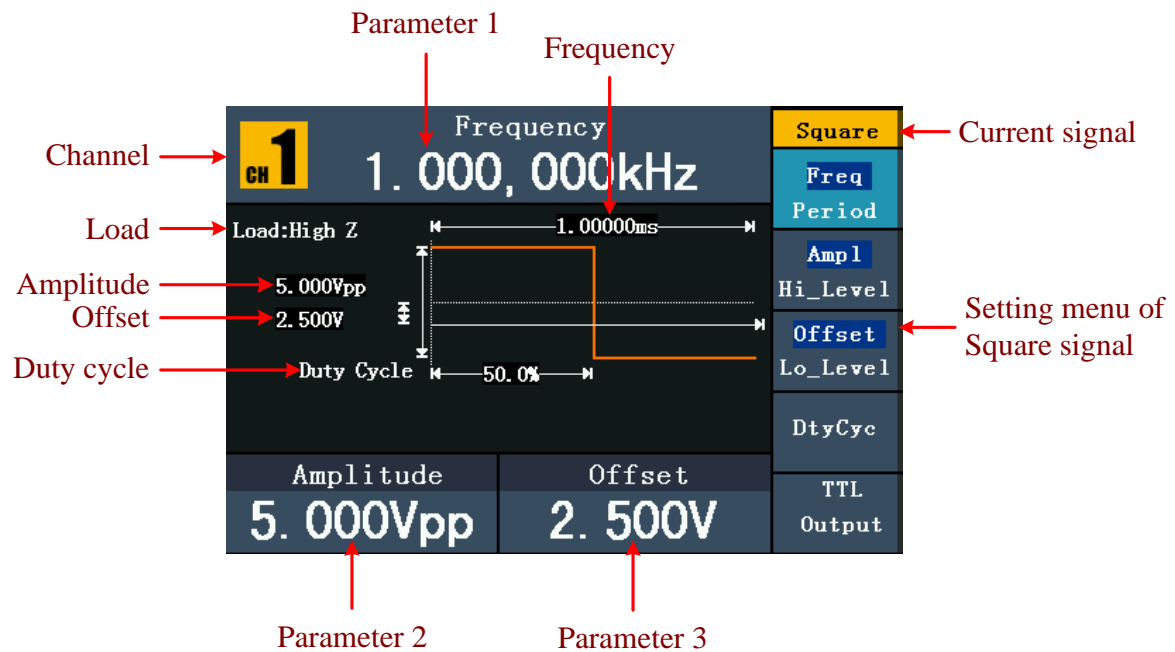 Parameter 1
Frequency
Frequency
Square
Current signal
Channel
CH 1
1. 000, 000kHz
Freq
Period
Load
Load:High Z
1. 00000ms
Ampl
Hi_Level
Amplitude
5. 000Vpp
Offset
2. 500V
Offset
Lo_Level
Setting menu of
Square signal
Duty cycle
Duty Cycle
50. 0%
DtyCyc
Amplitude
Offset
TTL
Output
5. 000Vpp
2. 500V
Parameter 2
Parameter 3